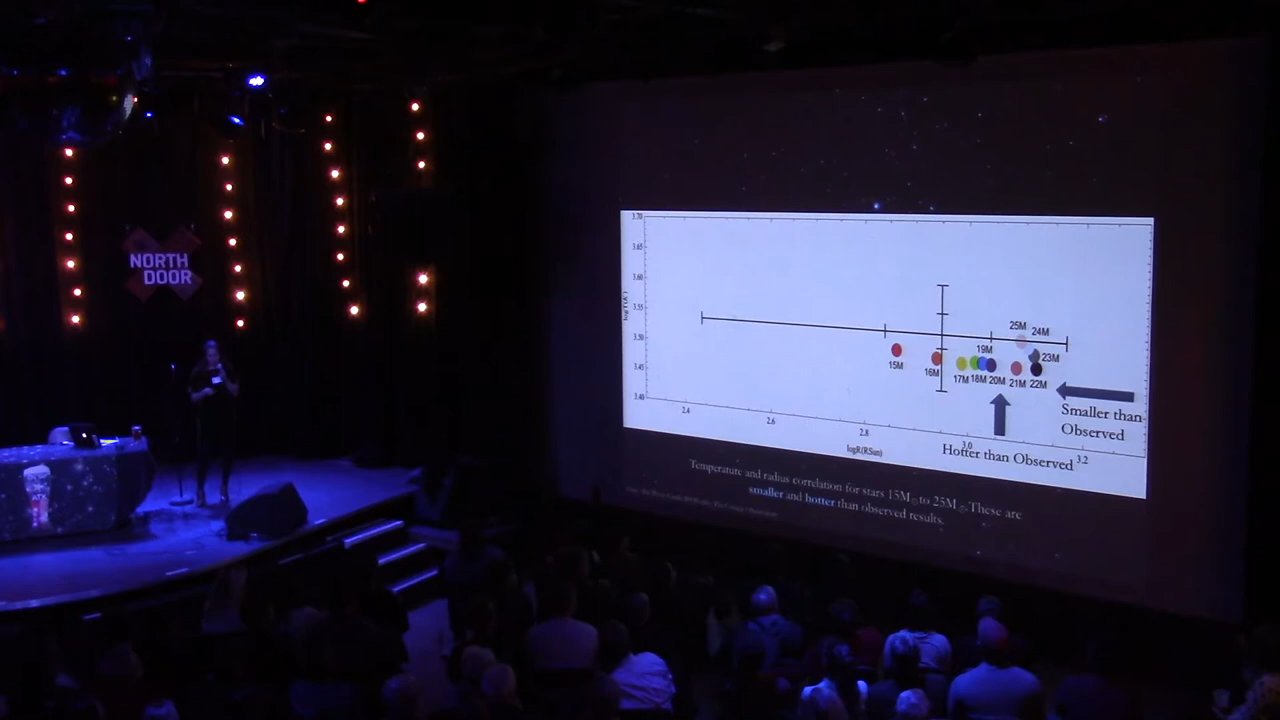 NORTH
DOOR
3.70
3.65
3.60
3.55
3.50
3.45
3.40
25M 24M
19M
23M
15M
16M
17M 18M 20M 21M 22M
Smaller than
Observed
2.4
2.6
2.8
3.0
3.2
logR(RSun)
Hotter than Observed
Temperature and radius correlation for stars 15M☉ to 25M☉. These are
smaller and hotter than observed results.